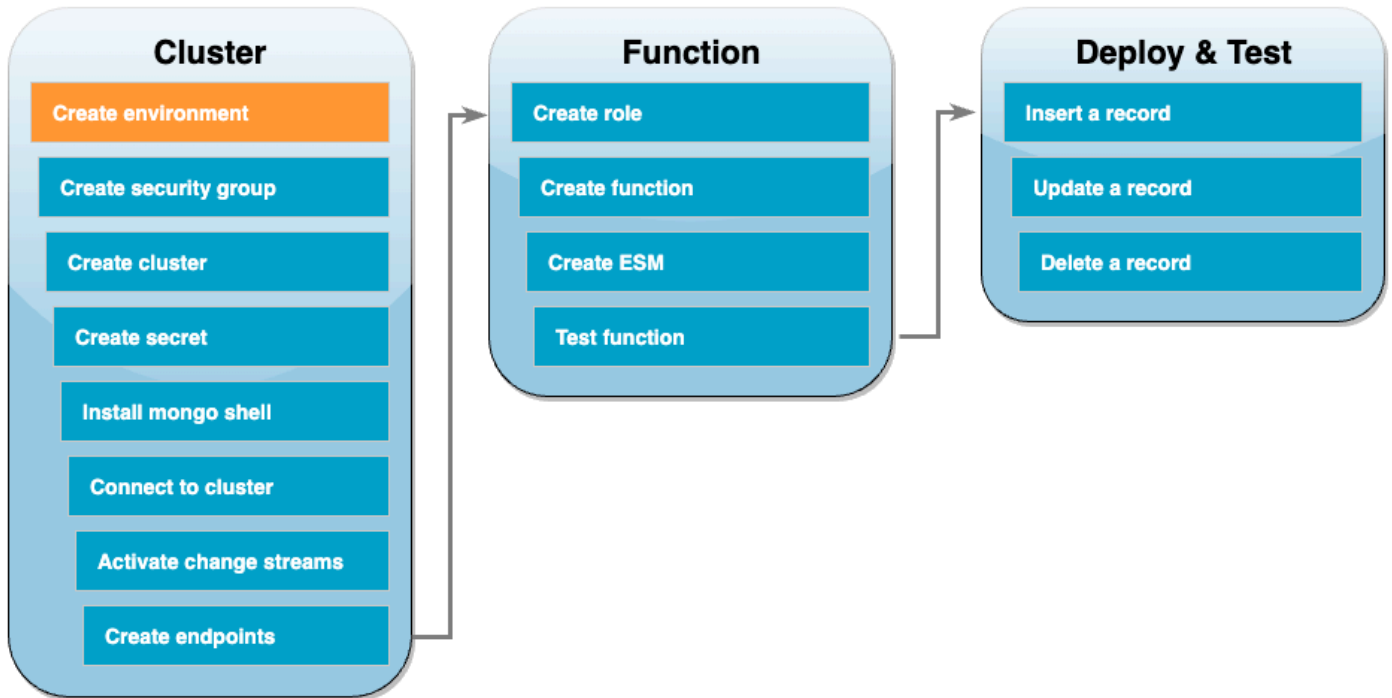 Cluster
Create environment
Create security group
Create cluster
Create secret
Install mongo shell
Connect to cluster
Activate change streams
Create endpoints
Function
Create role
Create function
Create ESM
Test function
Deploy & Test
Insert a record
Update a record
Delete a record